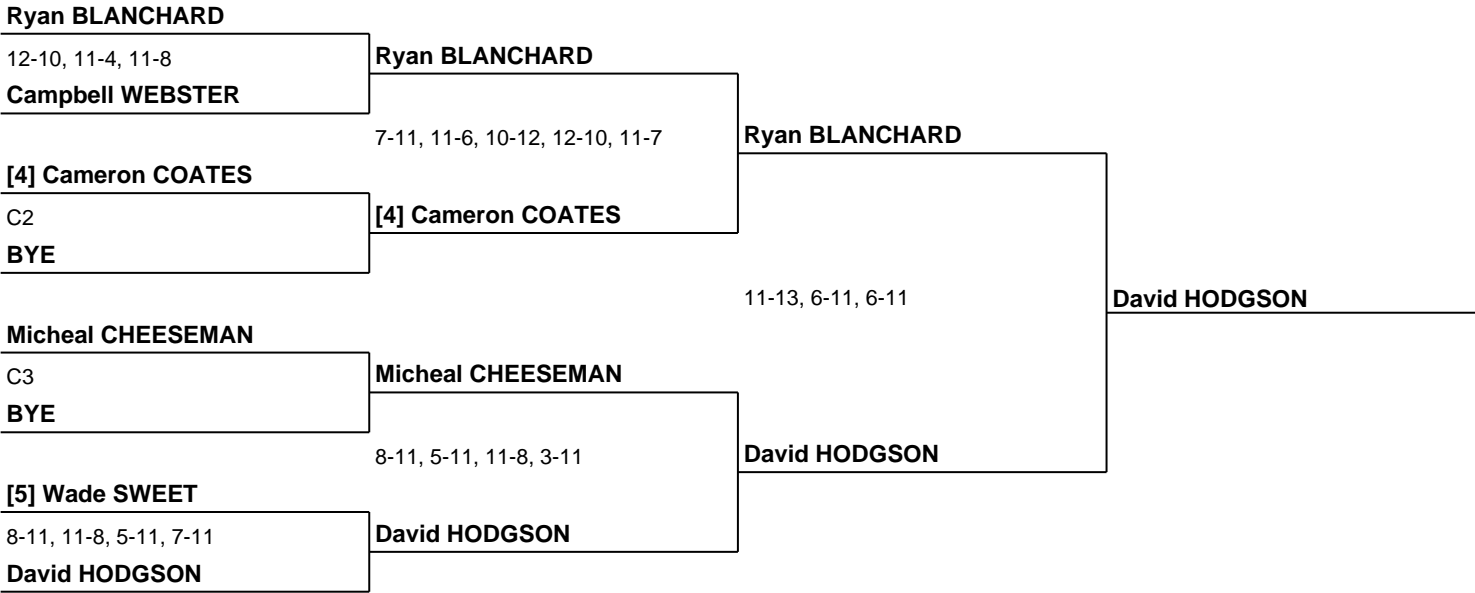 Ryan BLANCHARD
12-10, 11-4, 11-8
Campbell WEBSTER
[4] Cameron COATES
C2
BYE
Micheal CHEESEMAN
C3
BYE
[5] Wade SWEET
8-11, 11-8, 5-11, 7-11
David HODGSON
Ryan BLANCHARD
7-11, 11-6, 10-12, 12-10, 11-7
[4] Cameron COATES
Micheal CHEESEMAN
8-11, 5-11, 11-8, 3-11
David HODGSON
Ryan BLANCHARD
11-13, 6-11, 6-11
David HODGSON
David HODGSON